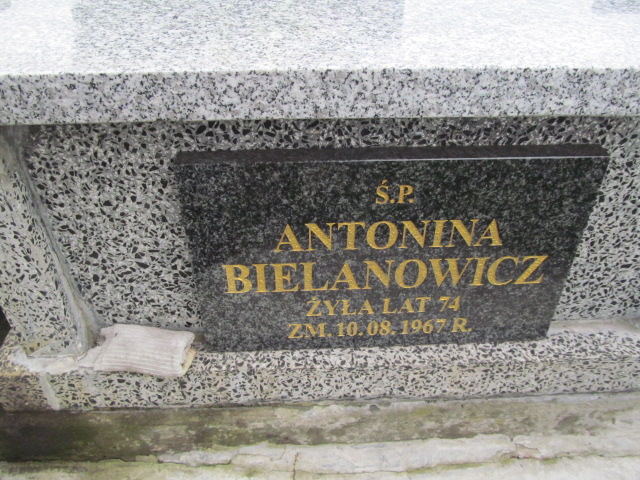 Ś.P.
ANTONINA
BIELANOWICZ
ŻYŁA LAT 74
ZM. 10.08.1967 R.